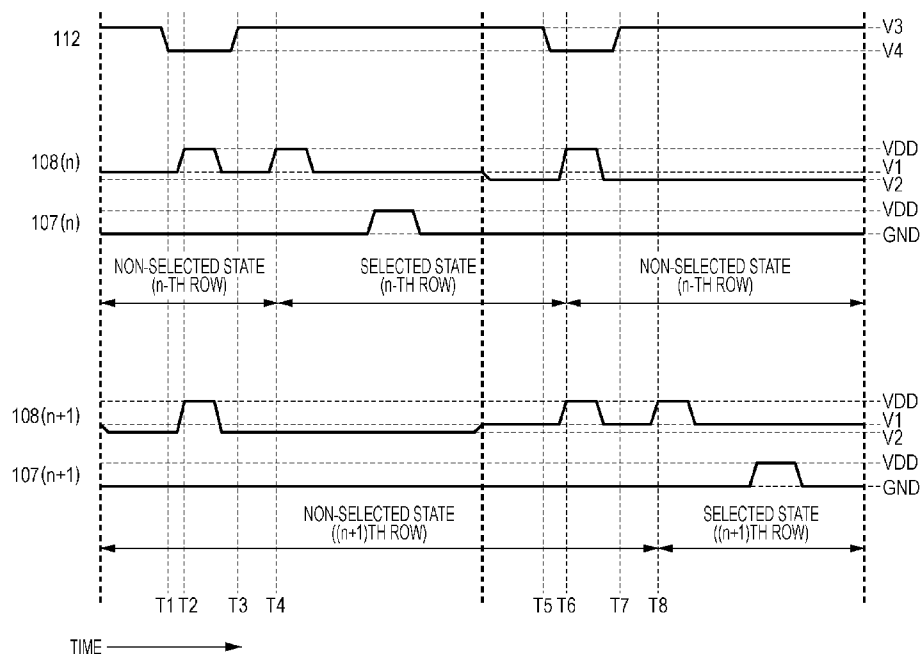 112
V3
V4
108(n)
VDD
V1
V2
107(n)
VDD
GND
NON-SELECTED STATE
(n-TH ROW)
SELECTED STATE
(n-TH ROW)
NON-SELECTED STATE
(n-TH ROW)
108(n+1)
VDD
V1
V2
107(n+1)
VDD
GND
NON-SELECTED STATE
((n+1)TH ROW)
SELECTED STATE
((n+1)TH ROW)
T1 T2 T3 T4 T5 T6 T7 T8
TIME